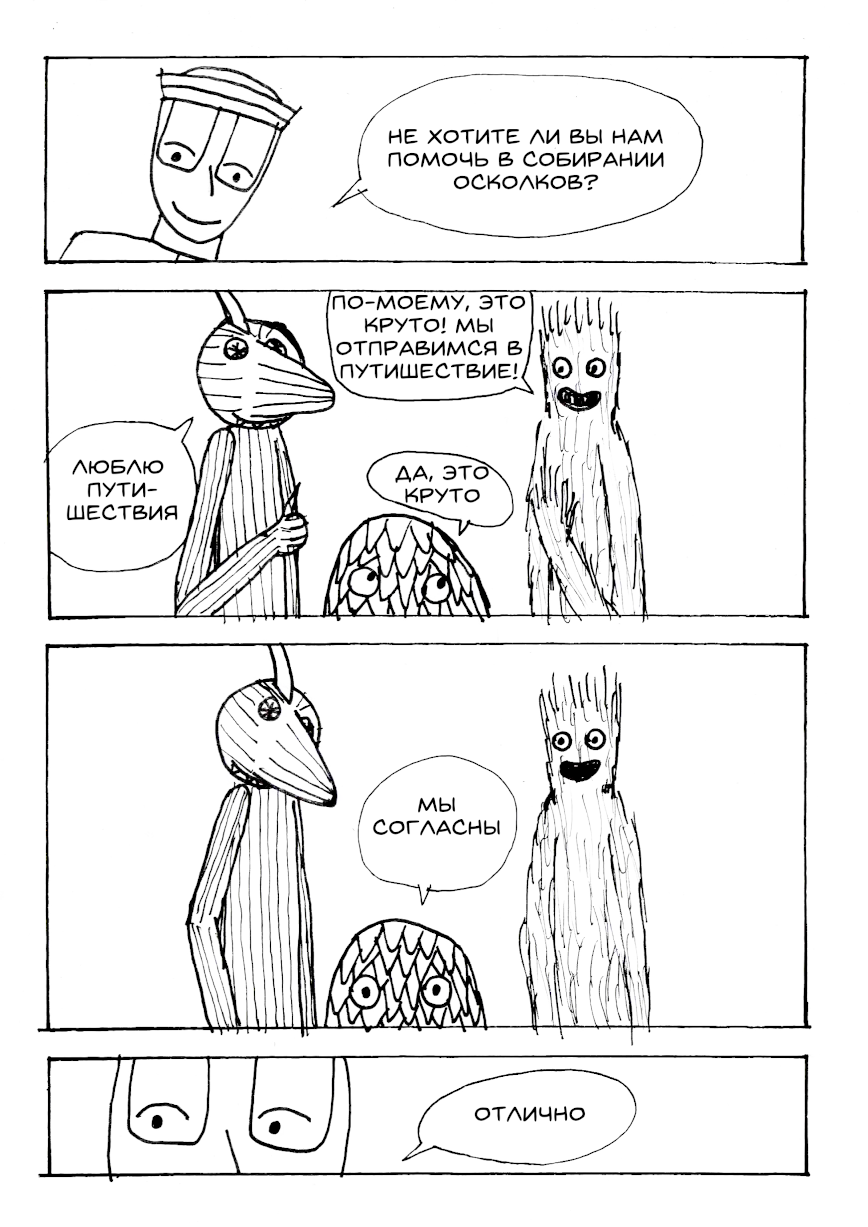 НЕ ХОТИТЕ ЛИ ВЫ НАМ
ПОМОЧЬ В СОБИРАНИИ
ОСКОЛКОВ?
ПО-МОЕМУ, ЭТО
КРУТО! МЫ
ОТПРАВИМСЯ В
ПУТИШЕСТВИЕ!
ЛЮБЛЮ
ПУТИ-
ШЕСТВИЯ
ДА, ЭТО
КРУТО
МЫ
СОГЛАСНЫ
ОТЛИЧНО